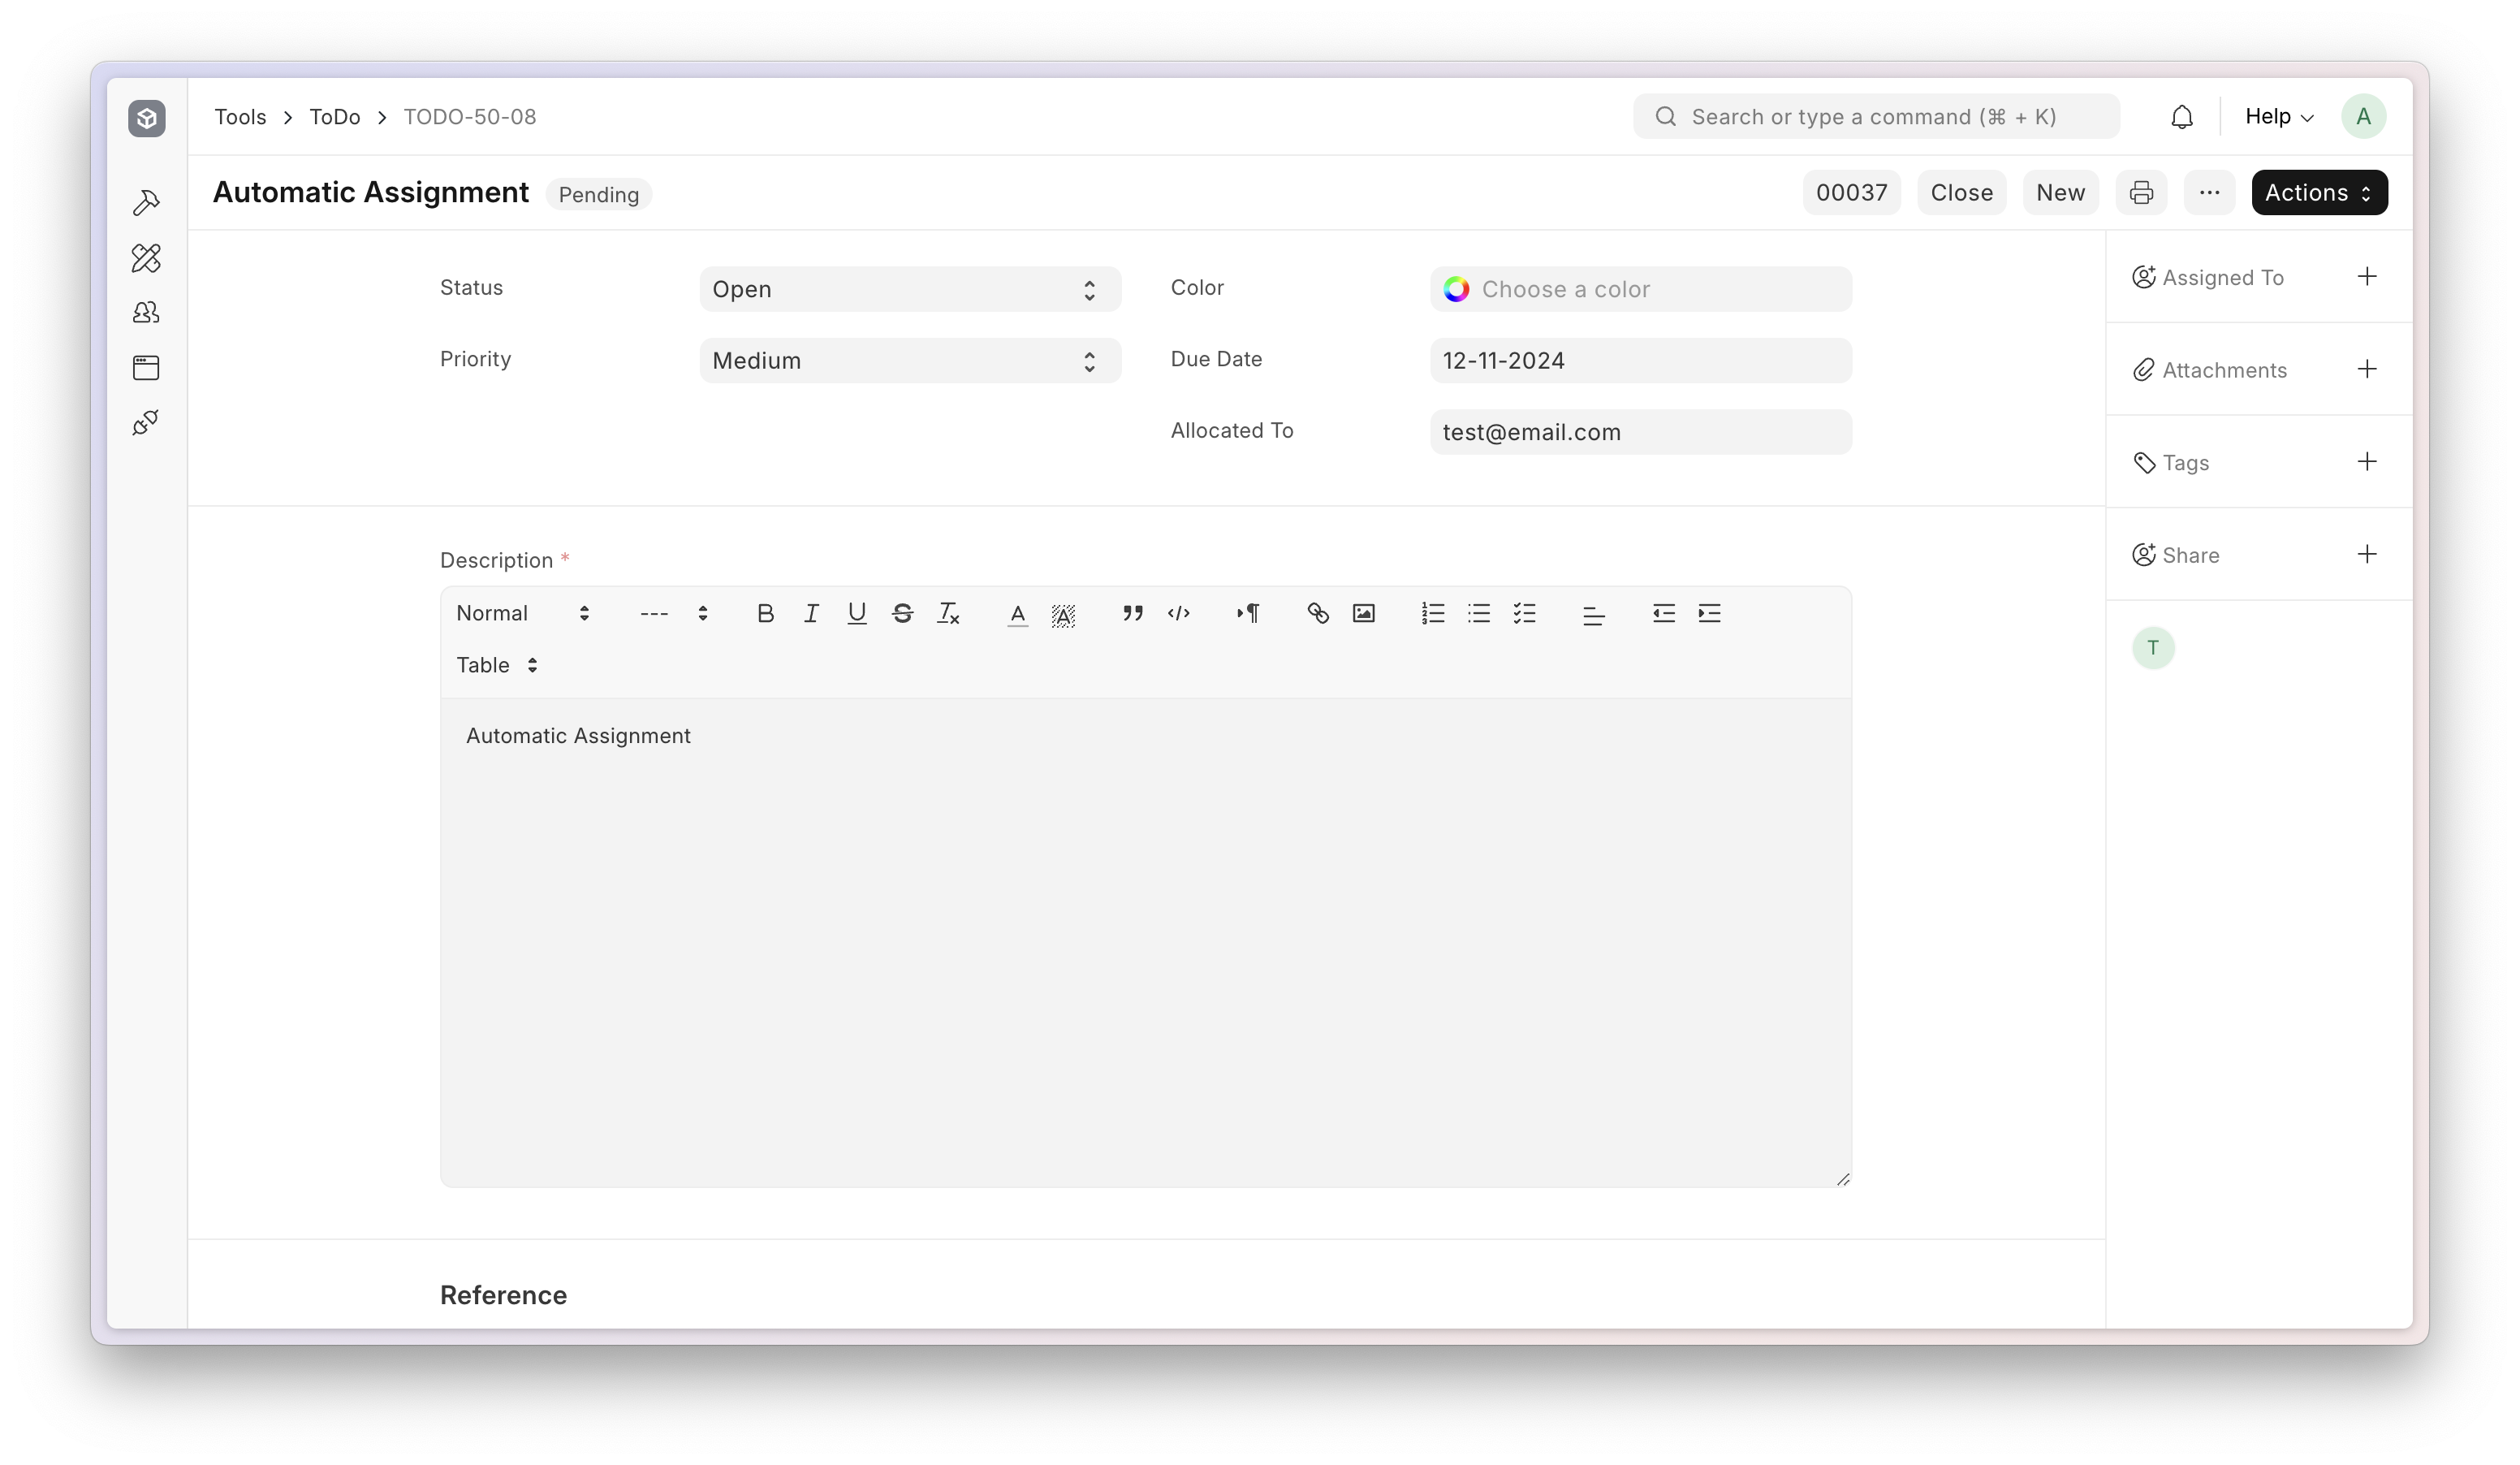 Tools > ToDo > TODO-50-08
Search or type a command (⌘ + K)
Help
A
Automatic Assignment
Pending
00037
Close
New
Actions
Status
Open
Color
Choose a color
Priority
Medium
Due Date
12-11-2024
Allocated To
test@email.com
Assigned To
Attachments
Tags
Share
T
Description *
Normal
---
Table
Automatic Assignment
Reference